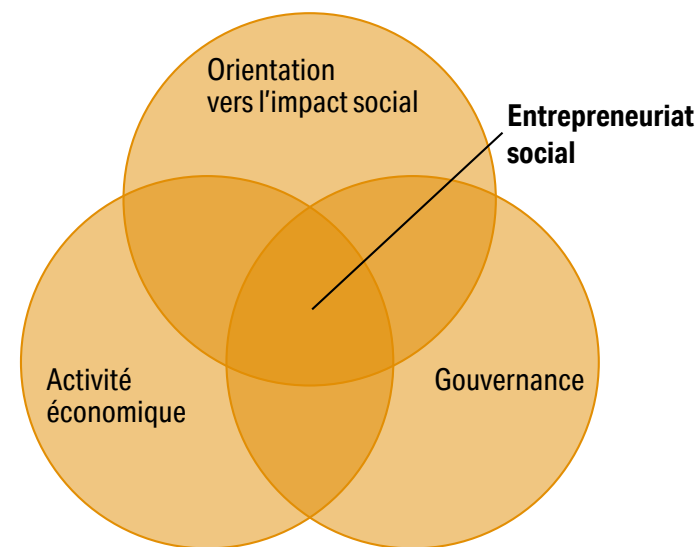 Orientation
vers l'impact social
Entrepreneuriat
social
Activité
économique
Gouvernance